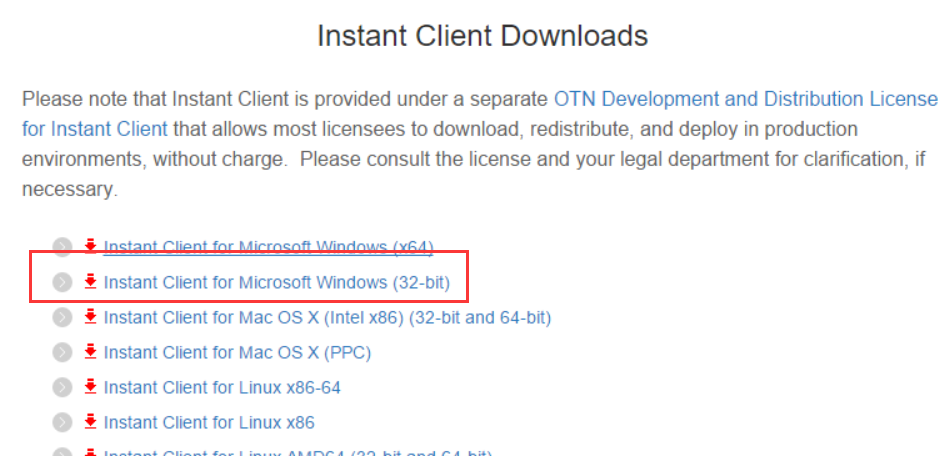 Instant Client Downloads
Please note that Instant Client is provided under a separate OTN Development and Distribution License
for Instant Client that allows most licensees to download, redistribute, and deploy in production
environments, without charge.  Please consult the license and your legal department for clarification, if
necessary.
Instant Client for Microsoft Windows (x64)
Instant Client for Microsoft Windows (32-bit)
Instant Client for Mac OS X (Intel x86) (32-bit and 64-bit)
Instant Client for Mac OS X (PPC)
Instant Client for Linux x86-64
Instant Client for Linux x86
Instant Client for Linux AMD64 (32-bit and 64-bit)